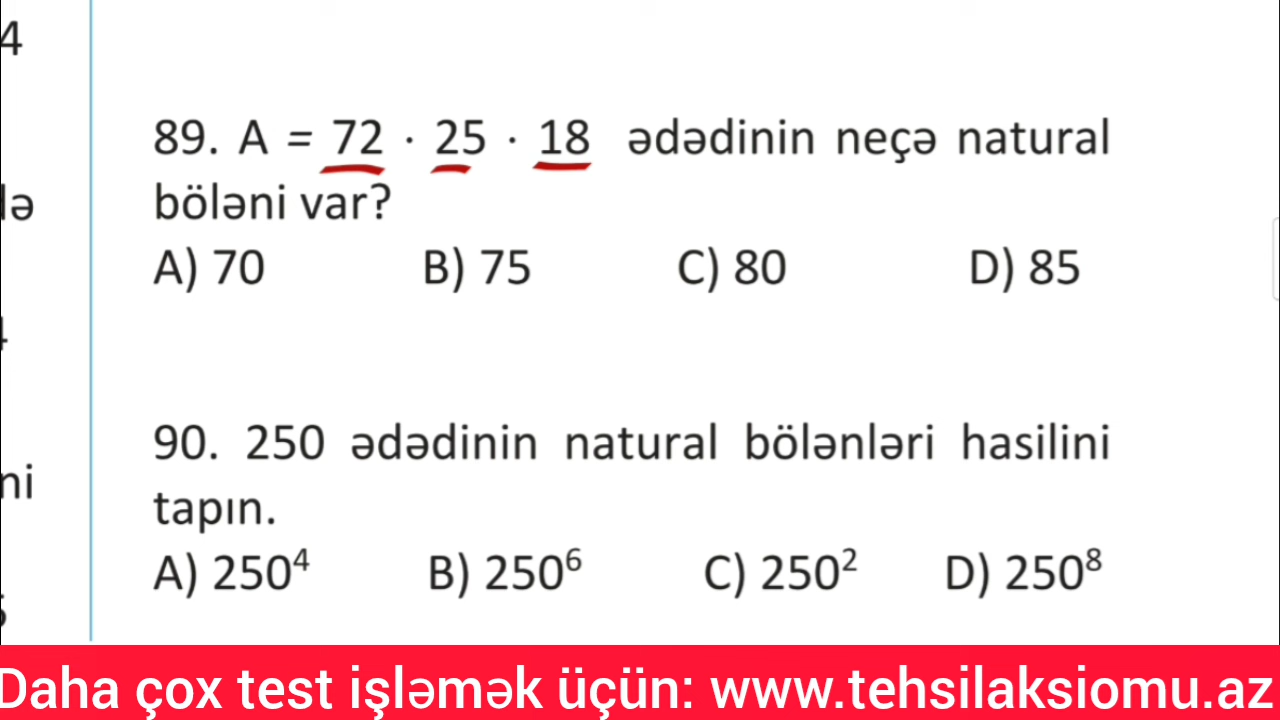 4
89. A = 72 · 25 · 18 ədədinin neçə natural
lə
böləni var?
A) 70 B) 75 C) 80 D) 85
90. 250 ədədinin natural bölənləri hasilini
ni
tapın.
A) 250⁴ B) 250⁶ C) 250² D) 250⁸
Daha çox test işləmək üçün: www.tehsilaksiomu.az